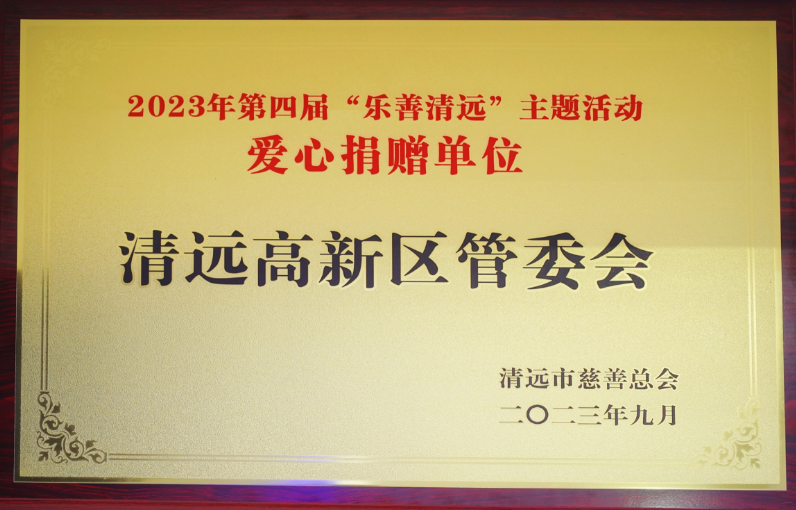 2023年第四届“乐善清远”主题活动
爱心捐赠单位
清远高新区管委会
清远市慈善总会
二〇二三年九月